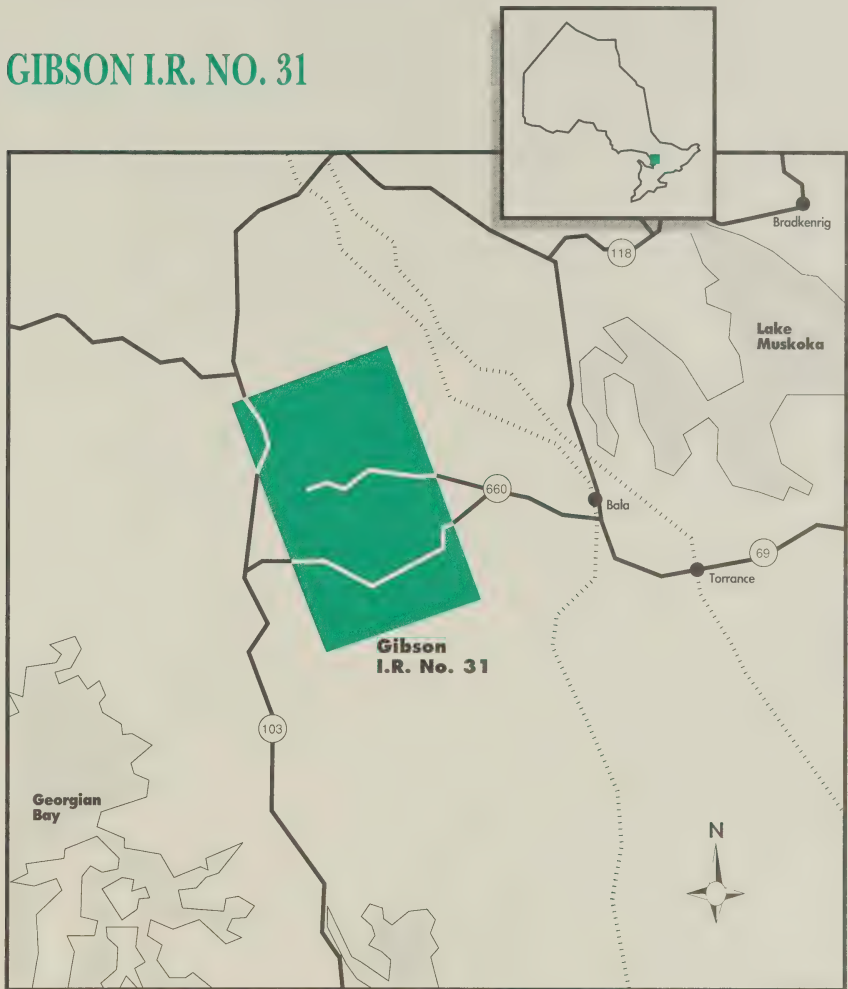 GIBSON I.R. NO. 31
Bradkenrig
118
Lake
Muskoka
660
Bala
69
Torrance
Gibson
I.R. No. 31
103
Georgian
Bay
N